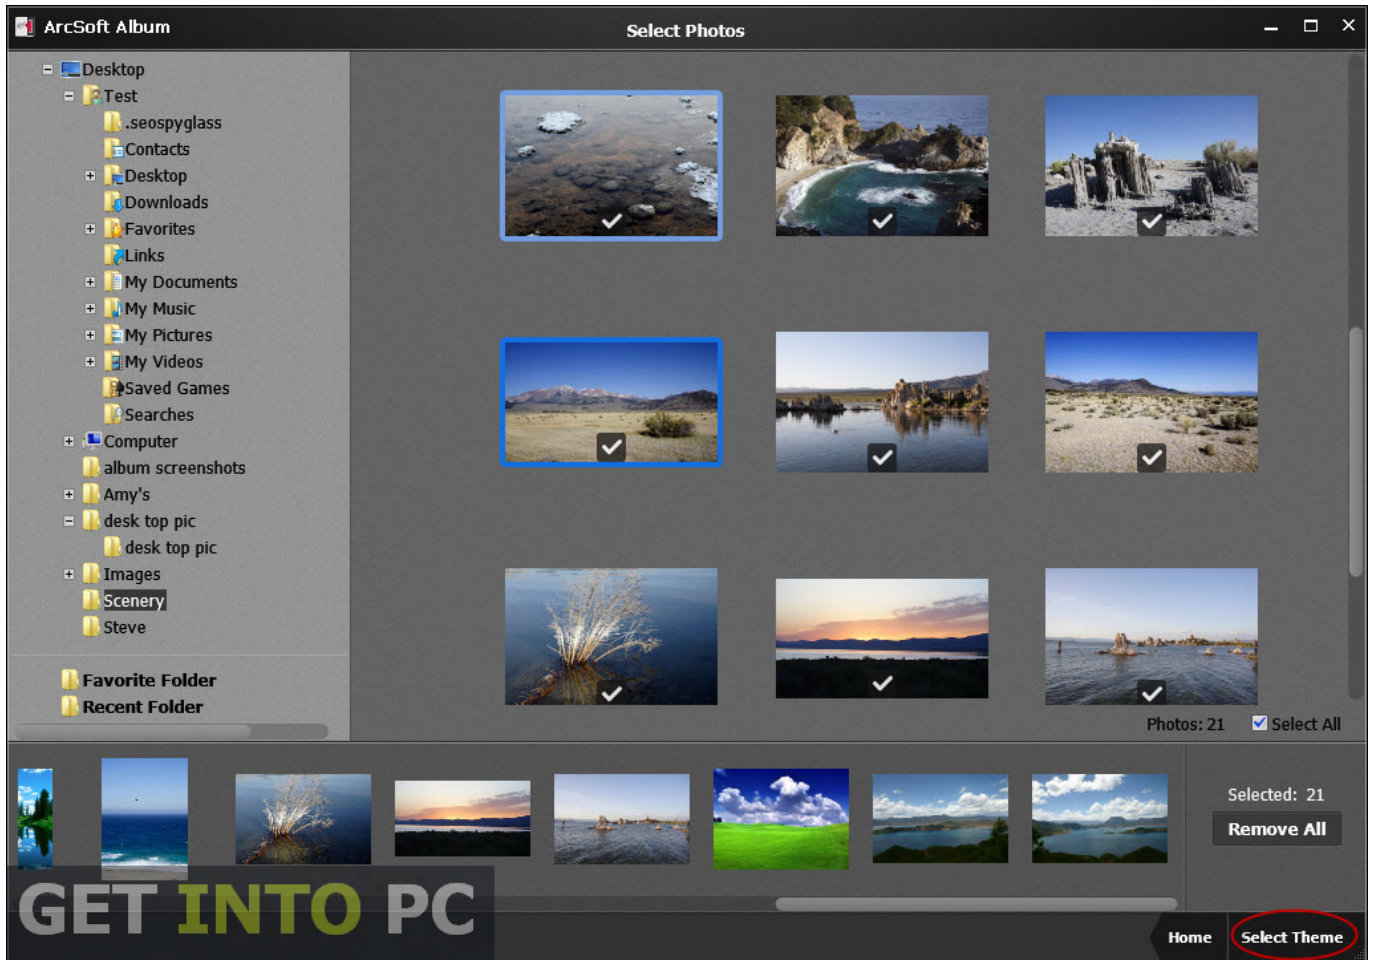 ArcSoft Album
Select Photos
Desktop
Test
.seospyglass
Contacts
Desktop
Downloads
Favorites
Links
My Documents
My Music
My Pictures
My Videos
Saved Games
Searches
Computer
album screenshots
Amy's
desk top pic
desk top pic
Images
Scenery
Steve
Favorite Folder
Recent Folder
Photos: 21
Select All
Selected: 21
Remove All
GET INTO PC
Home
Select Theme